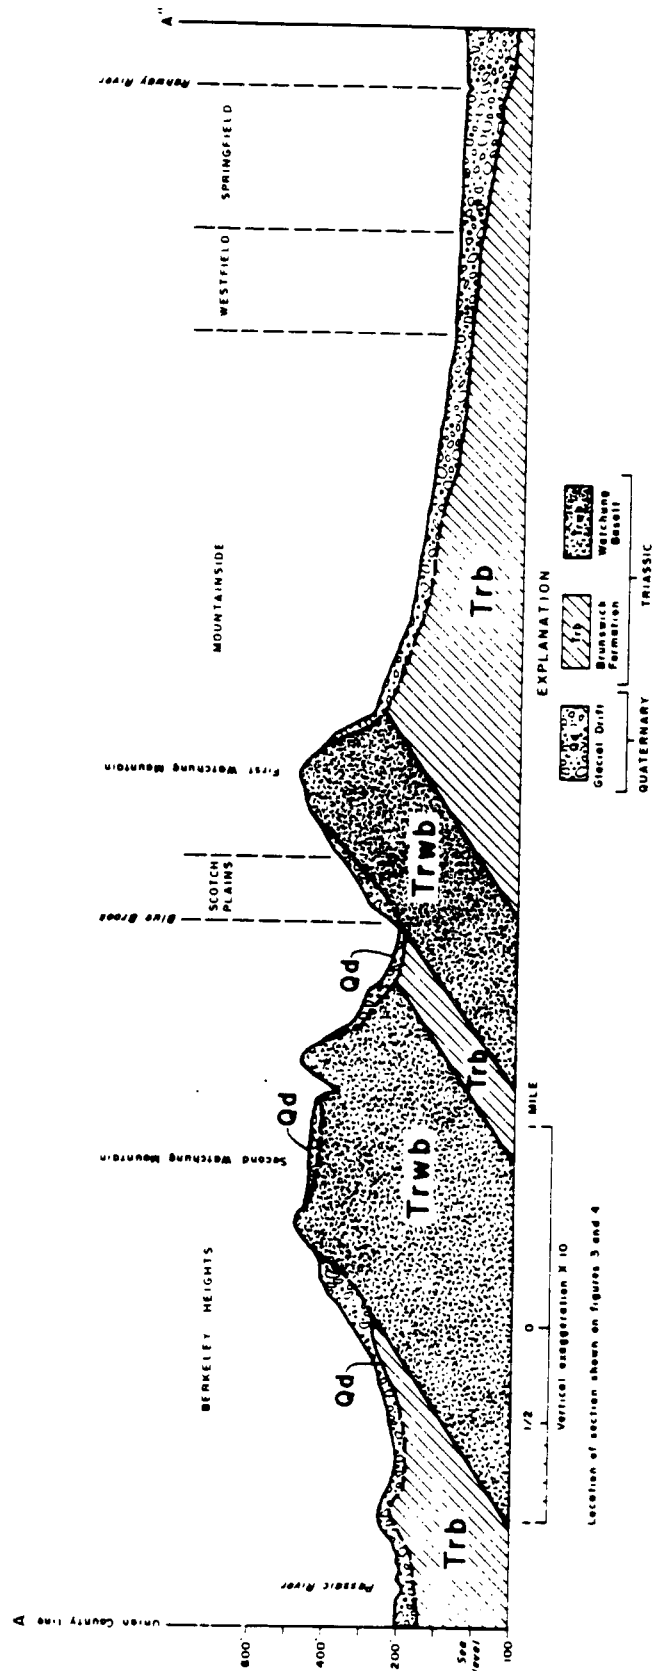 A
A"
Union County line
Passaic River
BERKELEY HEIGHTS
Second Watchung Mountain
Blue Brook
SCOTCH
PLAINS
First Watchung Mountain
MOUNTAINSIDE
WESTFIELD
SPRINGFIELD
Rahway River
600
400
200
Sea
level
100
Trb
Qd
Trwb
Qd
Trb
Qd
Trwb
Trb
1
1/2
0
MILE
Vertical exaggeration X 10
Location of section shown on figures 3 and 4
EXPLANATION
Qd
Glacial Drift
QUATERNARY
Trb
Brunswick
Formation
Trwb
Watchung
Basalt
TRIASSIC